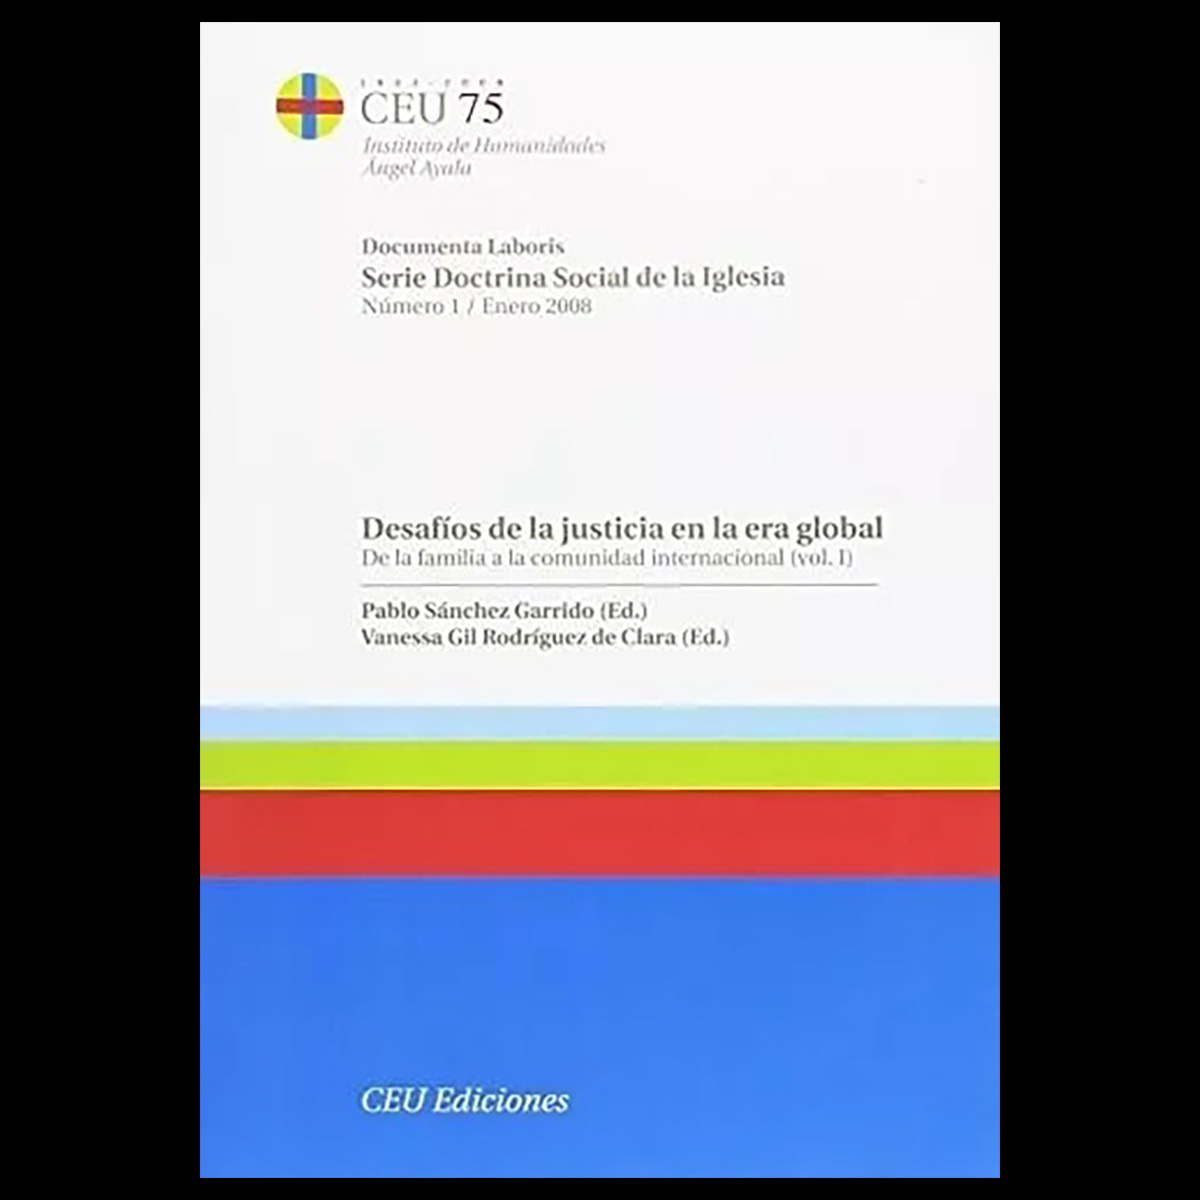 CEU 75
Instituto de Humanidades
Ángel Ayala
Documenta Laboris
Serie Doctrina Social de la Iglesia
Número 1 / Enero 2008
Desafíos de la justicia en la era global
De la familia a la comunidad internacional (vol. I)
Pablo Sánchez Garrido (Ed.)
Vanessa Gil Rodríguez de Clara (Ed.)
CEU Ediciones